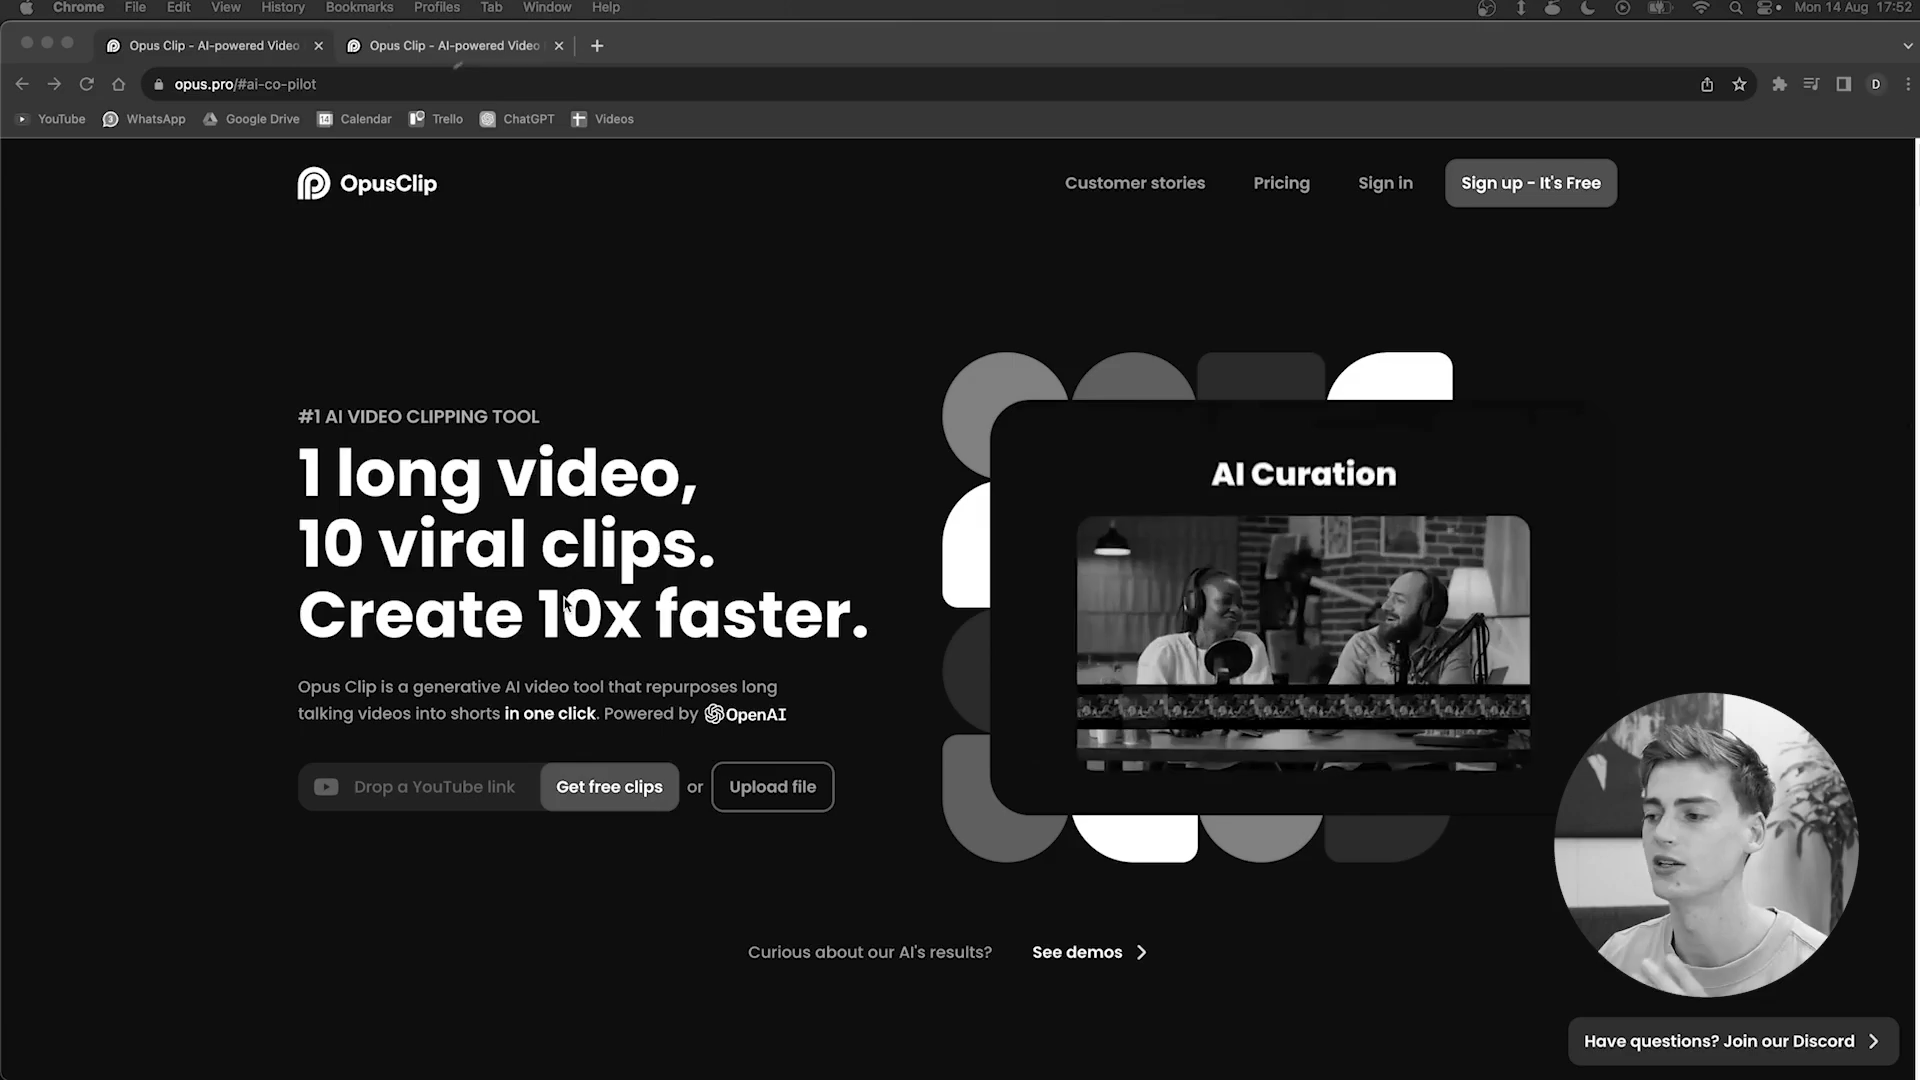 Chrome File Edit View History Bookmarks Profiles Tab Window Help Mon 14 Aug 17:52
Opus Clip - AI-powered Video Opus Clip - AI-powered Video
opus.pro/#ai-co-pilot D
YouTube 3 WhatsApp Google Drive 14 Calendar Trello ChatGPT Videos
OpusClip Customer stories Pricing Sign in Sign up - It's Free
#1 AI VIDEO CLIPPING TOOL
1 long video,
10 viral clips.
Create 10x faster.
Opus Clip is a generative AI video tool that repurposes long
talking videos into shorts in one click. Powered by OpenAI
Drop a YouTube link Get free clips or Upload file
AI Curation
Curious about our AI's results? See demos
Have questions? Join our Discord